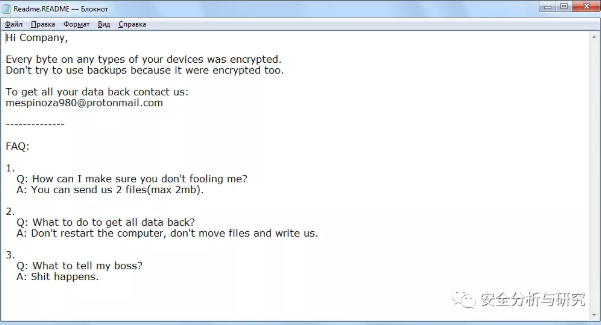 Readme.README — Блокнот
Файл Правка Формат Вид Справка
Hi Company,
Every byte on any types of your devices was encrypted.
Don't try to use backups because it were encrypted too.
To get all your data back contact us:
mespinoza980@protonmail.com
--------------
FAQ:
1.
Q: How can I make sure you don't fooling me?
A: You can send us 2 files(max 2mb).
2.
Q: What to do to get all data back?
A: Don't restart the computer, don't move files and write us.
3.
Q: What to tell my boss?
A: Shit happens.
安全分析与研究